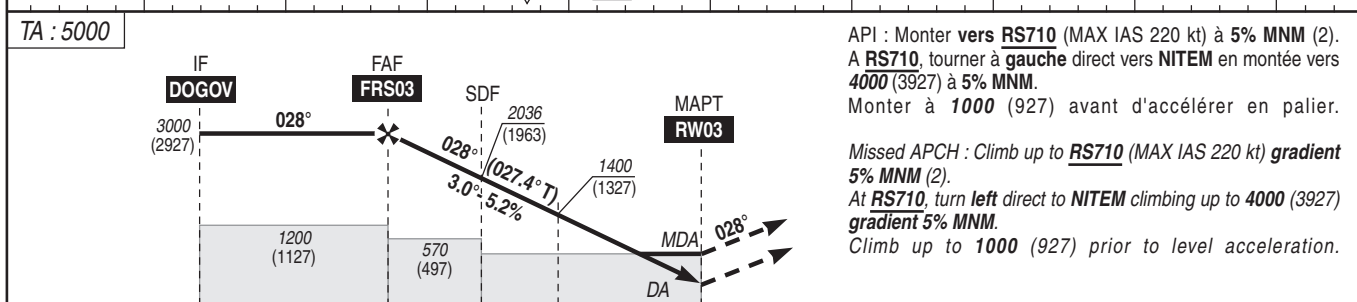 TA : 5000
IF
DOGOV
FAF
FRS03
SDF
MAPT
RW03
3000
(2927)
028°
2036
(1963)
028° (027.4° T)
3.0°- 5.2%
1400
(1327)
1200
(1127)
570
(497)
MDA
028°
DA
API : Monter vers RS710 (MAX IAS 220 kt) à 5% MNM (2).
A RS710, tourner à gauche direct vers NITEM en montée vers
4000 (3927) à 5% MNM.
Monter à 1000 (927) avant d'accélérer en palier.
Missed APCH : Climb up to RS710 (MAX IAS 220 kt) gradient
5% MNM (2).
At RS710, turn left direct to NITEM climbing up to 4000 (3927)
gradient 5% MNM.
Climb up to 1000 (927) prior to level acceleration.